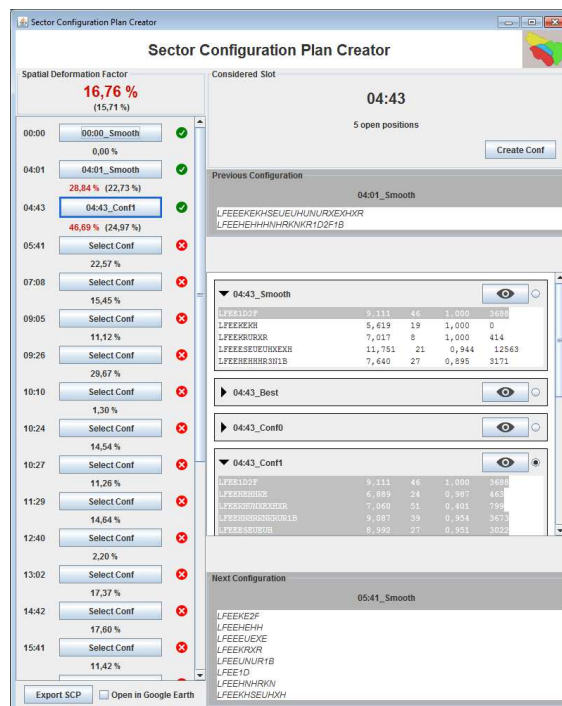 Sector Configuration Plan Creator
Sector Configuration Plan Creator
Spatial Deformation Factor
16,76 %
(15,71 %)
00:00 00:00_Smooth
0,00 %
04:01 04:01_Smooth
28,84 % (22,73 %)
04:43 04:43_Conf1
46,69 % (24,97 %)
05:41 Select Conf
22,57 %
07:08 Select Conf
15,45 %
09:05 Select Conf
11,12 %
09:26 Select Conf
29,67 %
10:10 Select Conf
1,30 %
10:24 Select Conf
14,54 %
10:27 Select Conf
11,26 %
11:29 Select Conf
14,64 %
12:40 Select Conf
2,20 %
13:02 Select Conf
17,37 %
14:42 Select Conf
17,60 %
15:41 Select Conf
11,42 %
Export SCP Open in Google Earth
Considered Slot
04:43
5 open positions
Create Conf
Previous Configuration
04:01_Smooth
LFEEEKEKHSEUEUHUNURXEXHXR
LFEEHEHHHNHRKNKR1D2F1B
04:43_Smooth
LFEE1D2F 9,111 46 1,000 3688
LFEEKEKH 5,619 19 1,000 0
LFEEKRURXR 7,017 8 1,000 414
LFEEESEUEUHXEXH 11,751 21 0,944 12563
LFEEHEHHHRSN1B 7,640 27 0,895 3171
04:43_Best
04:43_Conf0
04:43_Conf1
LFEE1D2F 9,111 46 1,000 3688
LFEEHEHHKE 6,889 24 0,987 463
LFEEKHUNXEXHXR 7,060 51 0,401 799
LFEEHNHRKNKRUR1B 9,087 39 0,954 3673
LFEEESEUEUH 8,992 27 0,951 3022
Next Configuration
05:41_Smooth
LFEEKE2F
LFEEHEHH
LFEEEUEXE
LFEEKRXR
LFEEUNUR1B
LFEE1D
LFEEHNHRKN
LFEEKHSEUHXH